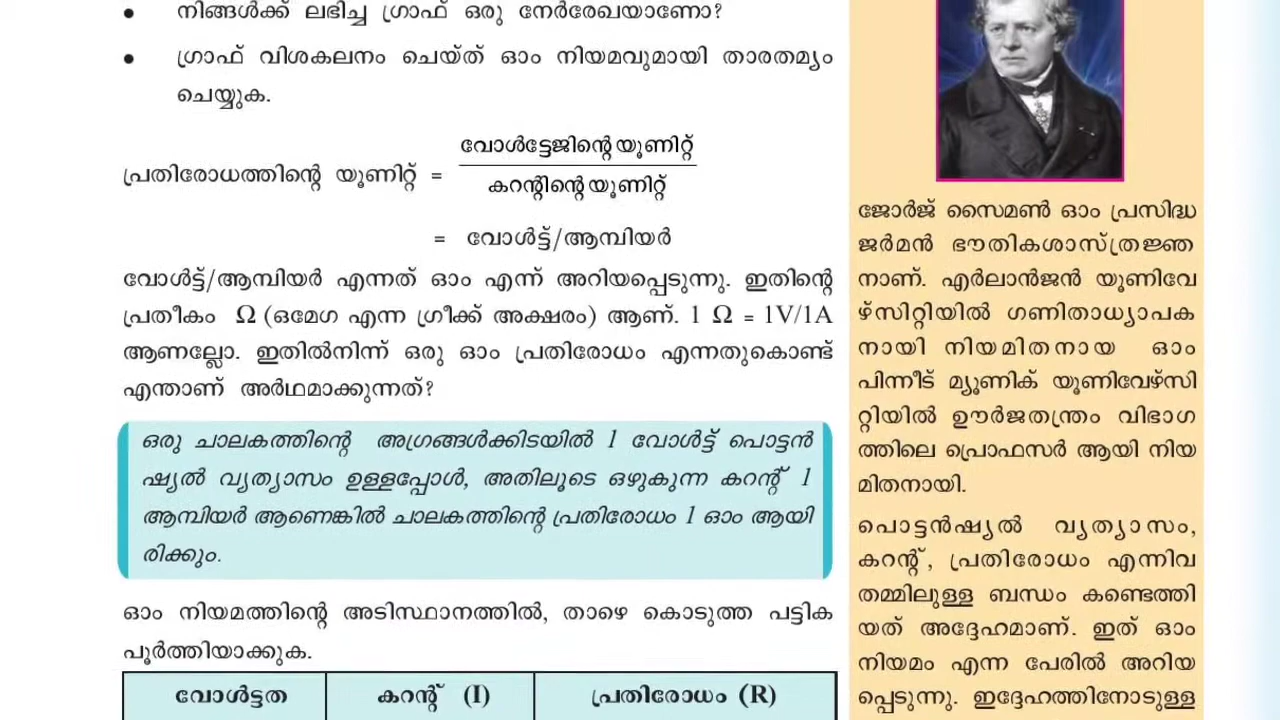 • നിങ്ങൾക്ക് ലഭിച്ച ഗ്രാഫ് ഒരു നേർരേഖയാണോ?
• ഗ്രാഫ് വിശകലനം ചെയ്ത് ഓം നിയമവുമായി താരതമ്യം
ചെയ്യുക.
പ്രതിരോധത്തിന്റെ യൂണിറ്റ് = വോൾട്ടേജിന്റെ യൂണിറ്റ്
കറന്റിന്റെ യൂണിറ്റ്
= വോൾട്ട്/ആമ്പിയർ
വോൾട്ട്/ആമ്പിയർ എന്നത് ഓം എന്ന് അറിയപ്പെടുന്നു. ഇതിന്റെ
പ്രതീകം Ω (ഒമേഗ എന്ന ഗ്രീക്ക് അക്ഷരം) ആണ്. 1 Ω = 1V/1A
ആണല്ലോ. ഇതിൽനിന്ന് ഒരു ഓം പ്രതിരോധം എന്നതുകൊണ്ട്
എന്താണ് അർഥമാക്കുന്നത്?
ഒരു ചാലകത്തിന്റെ അഗ്രങ്ങൾക്കിടയിൽ 1 വോൾട്ട് പൊട്ടൻ
ഷ്യൽ വ്യത്യാസം ഉള്ളപ്പോൾ, അതിലൂടെ ഒഴുകുന്ന കറന്റ് 1
ആമ്പിയർ ആണെങ്കിൽ ചാലകത്തിന്റെ പ്രതിരോധം 1 ഓം ആയി
രിക്കും.
ഓം നിയമത്തിന്റെ അടിസ്ഥാനത്തിൽ, താഴെ കൊടുത്ത പട്ടിക
പൂർത്തിയാക്കുക.
വോൾട്ടത കറന്റ് (I) പ്രതിരോധം (R)
ജോർജ് സൈമൺ ഓം പ്രസിദ്ധ
ജർമൻ ഭൗതികശാസ്ത്രജ്ഞ
നാണ്. എർലാൻജൻ യൂണിവേ
ഴ്സിറ്റിയിൽ ഗണിതാധ്യാപക
നായി നിയമിതനായ ഓം
പിന്നീട് മ്യൂണിക് യൂണിവേഴ്സി
റ്റിയിൽ ഊർജതന്ത്രം വിഭാഗ
ത്തിലെ പ്രൊഫസർ ആയി നിയ
മിതനായി.
പൊട്ടൻഷ്യൽ വ്യത്യാസം,
കറന്റ്, പ്രതിരോധം എന്നിവ
തമ്മിലുള്ള ബന്ധം കണ്ടെത്തി
യത് അദ്ദേഹമാണ്. ഇത് ഓം
നിയമം എന്ന പേരിൽ അറിയ
പ്പെടുന്നു. ഇദ്ദേഹത്തിനോടുള്ള